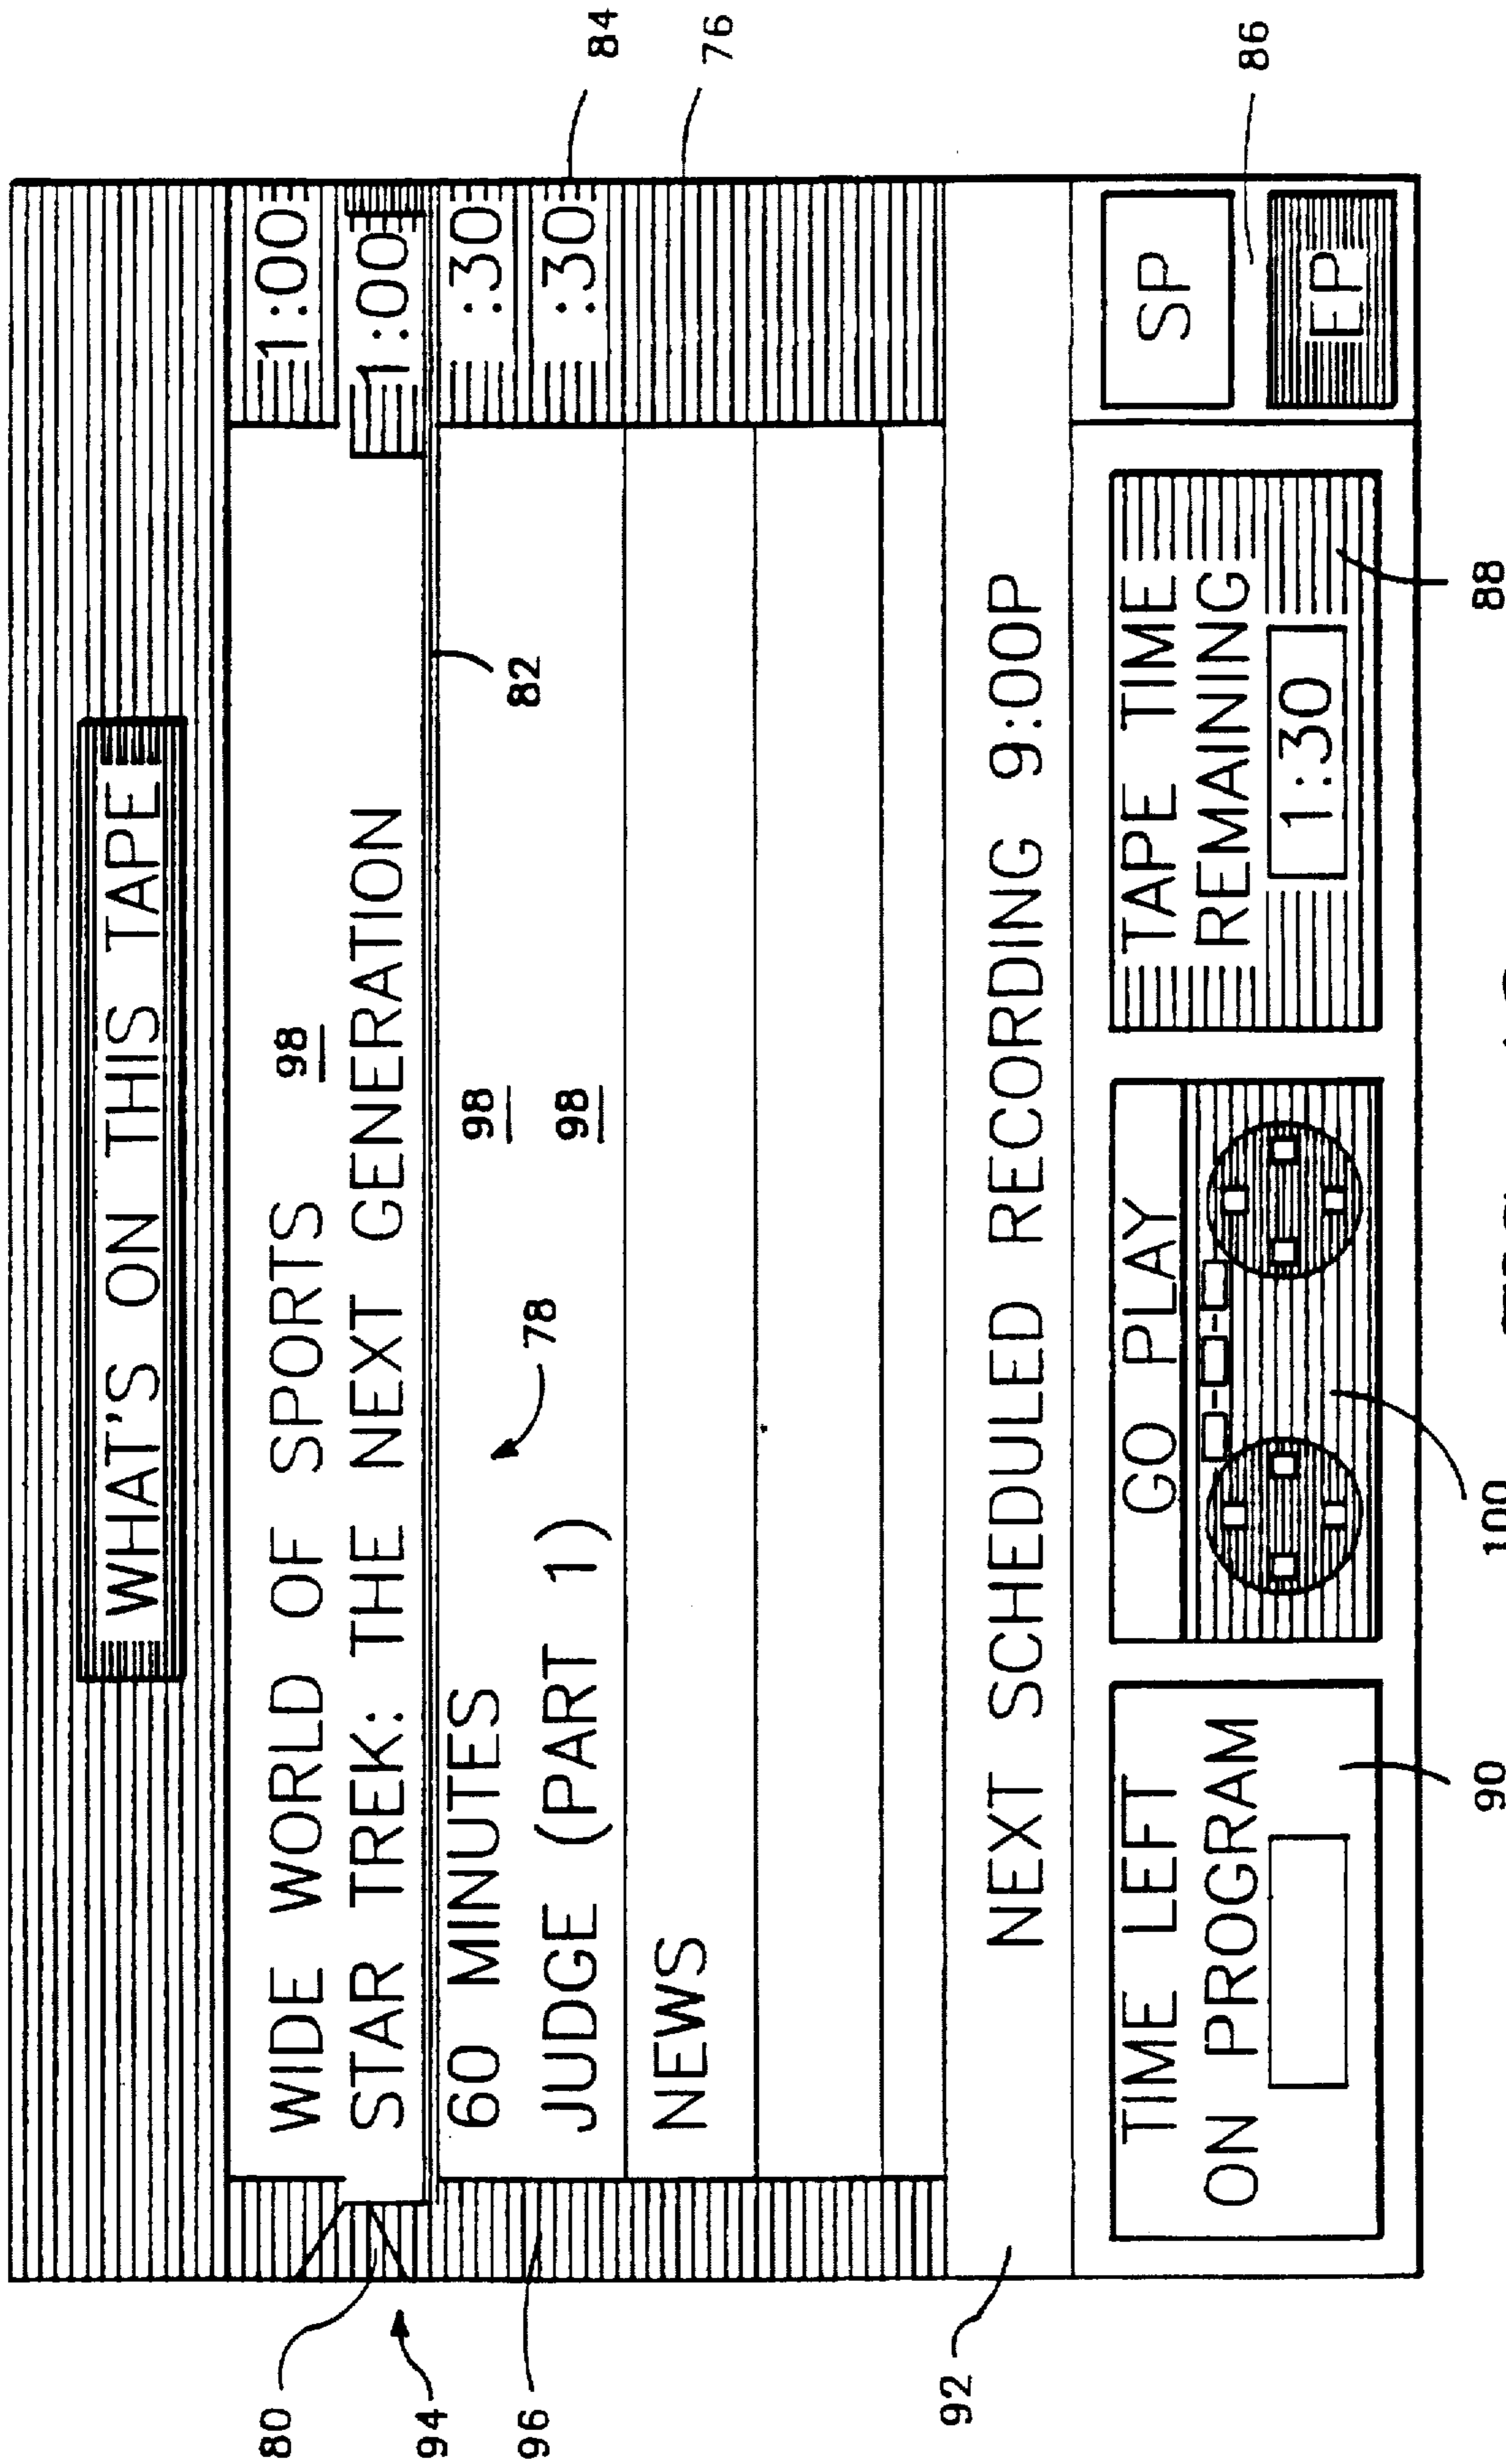 WHAT'S ON THIS TAPE
WIDE WORLD OF SPORTS 98 1:00
80 STAR TREK: THE NEXT GENERATION 1:00
94
82
60 MINUTES 98 :30
96 78
JUDGE (PART 1) 98 :30 84
NEWS 76
92 NEXT SCHEDULED RECORDING 9:00P
TIME LEFT GO PLAY TAPE TIME SP
ON PROGRAM REMAINING 86
1:30 EP
90 100 88